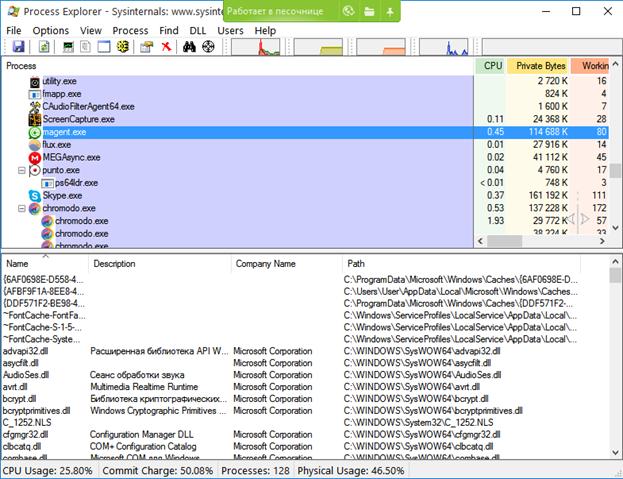 Process Explorer - Sysinternals: www.sysinte
Работает в песочнице
File Options View Process Find DLL Users Help
Process CPU Private Bytes Workin
utility.exe 2 720 K 16
fmapp.exe 824 K 4
CAudioFilterAgent64.exe 1 600 K 7
ScreenCapture.exe 0.11 24 368 K 28
magent.exe 0.45 114 688 K 80
flux.exe 0.01 27 916 K 14
MEGAsync.exe 0.02 41 112 K 45
punto.exe 0.04 4 760 K 17
ps64ldr.exe < 0.01 748 K 3
Skype.exe 0.37 161 192 K 111
chromodo.exe 0.53 137 228 K 172
chromodo.exe 1.93 29 772 K 57
chromodo.exe 38 224 K 33
chromodo.exe
Name Description Company Name Path
{6AF0698E-D558-4... C:\ProgramData\Microsoft\Windows\Caches\{6AF0698E-D...
{AFBF9F1A-8EE8-4... C:\Users\User\AppData\Local\Microsoft\Windows\Caches...
{DDF571F2-BE98-4... C:\ProgramData\Microsoft\Windows\Caches\{DDF571F2-...
~FontCache-FontFa... C:\Windows\ServiceProfiles\LocalService\AppData\Local\...
~FontCache-S-1-5-... C:\Windows\ServiceProfiles\LocalService\AppData\Local\...
~FontCache-Syste... C:\Windows\ServiceProfiles\LocalService\AppData\Local\...
advapi32.dll Расширенная библиотека API W... Microsoft Corporation C:\WINDOWS\SysWOW64\advapi32.dll
asycfilt.dll Microsoft Corporation C:\WINDOWS\SysWOW64\asycfilt.dll
AudioSes.dll Сеанс обработки звука Microsoft Corporation C:\WINDOWS\SysWOW64\AudioSes.dll
avrt.dll Multimedia Realtime Runtime Microsoft Corporation C:\WINDOWS\SysWOW64\avrt.dll
bcrypt.dll Библиотека криптографических... Microsoft Corporation C:\WINDOWS\SysWOW64\bcrypt.dll
bcryptprimitives.dll Windows Cryptographic Primitives ... Microsoft Corporation C:\WINDOWS\SysWOW64\bcryptprimitives.dll
C_1252.NLS C:\WINDOWS\System32\C_1252.NLS
cfgmgr32.dll Configuration Manager DLL Microsoft Corporation C:\WINDOWS\SysWOW64\cfgmgr32.dll
clbcatq.dll COM+ Configuration Catalog Microsoft Corporation C:\WINDOWS\SysWOW64\clbcatq.dll
combase.dll Microsoft COM для Windows Microsoft Corporation C:\WINDOWS\SysWOW64\combase.dll
CPU Usage: 25.80% Commit Charge: 50.08% Processes: 128 Physical Usage: 46.50%